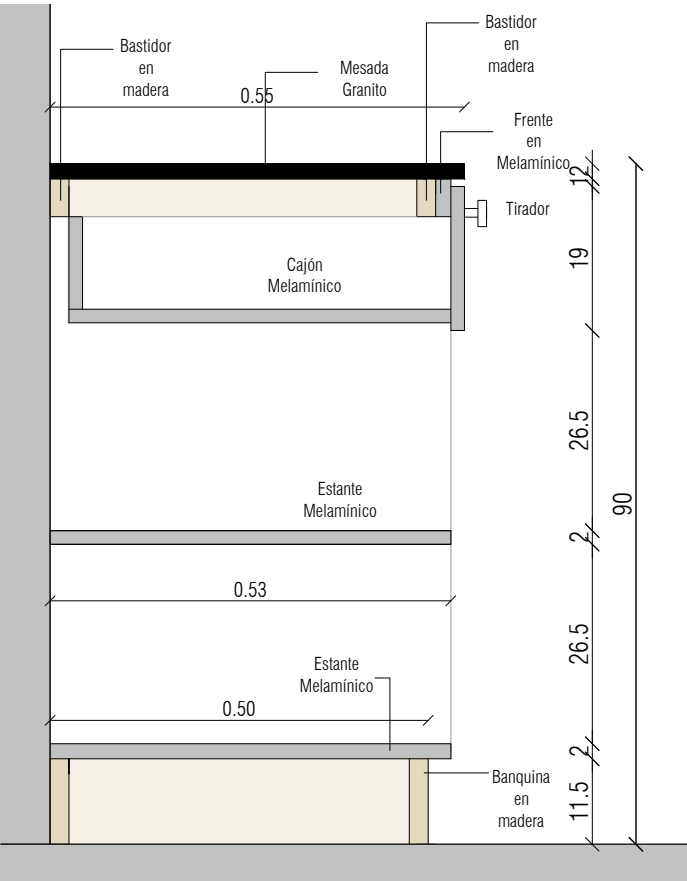 Bastidor
en
madera
Bastidor
en
madera
Mesada
Granito
0.55
Frente
en
Melamínico
12
Tirador
19
Cajón
Melamínico
26.5
Estante
Melamínico
90
2
0.53
26.5
Estante
Melamínico
0.50
2
Banquina
en
madera
11.5